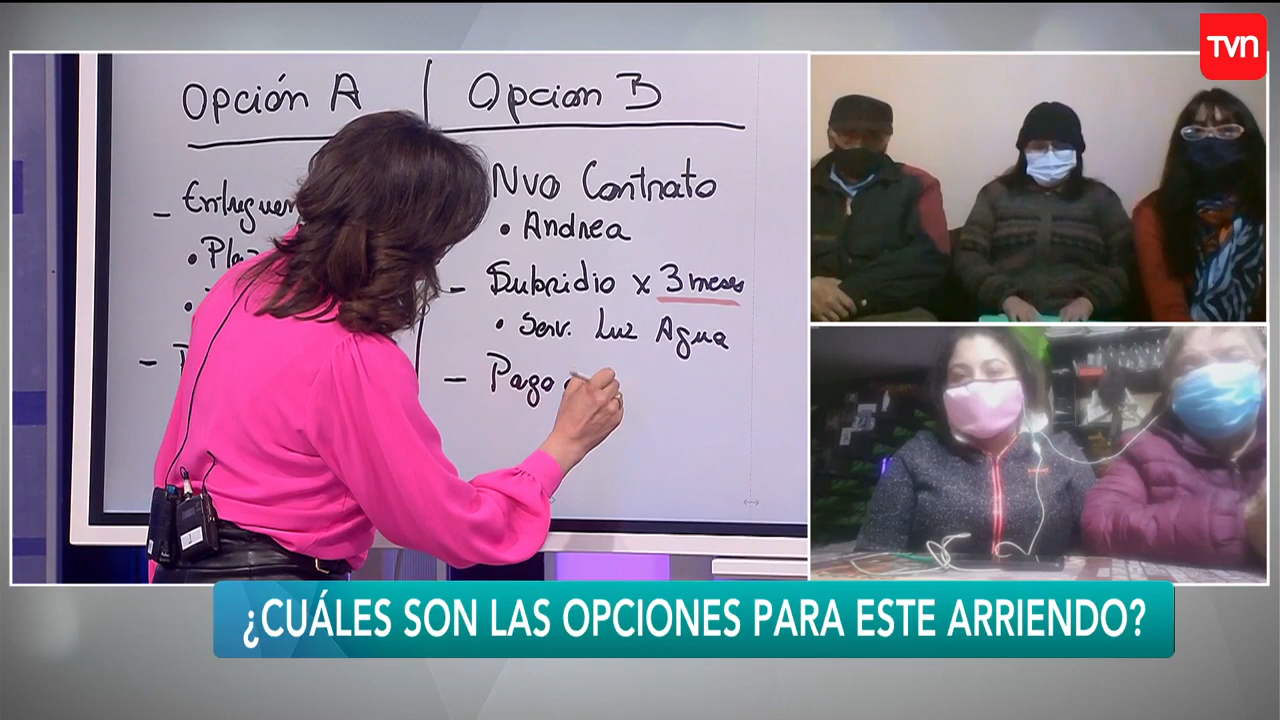 TVN
Opción A | Opcion B
Nvo Contrato
• Andrea
– Subsidio x 3 meses
• Serv. Luz Agua
– Pago
¿CUÁLES SON LAS OPCIONES PARA ESTE ARRIENDO?